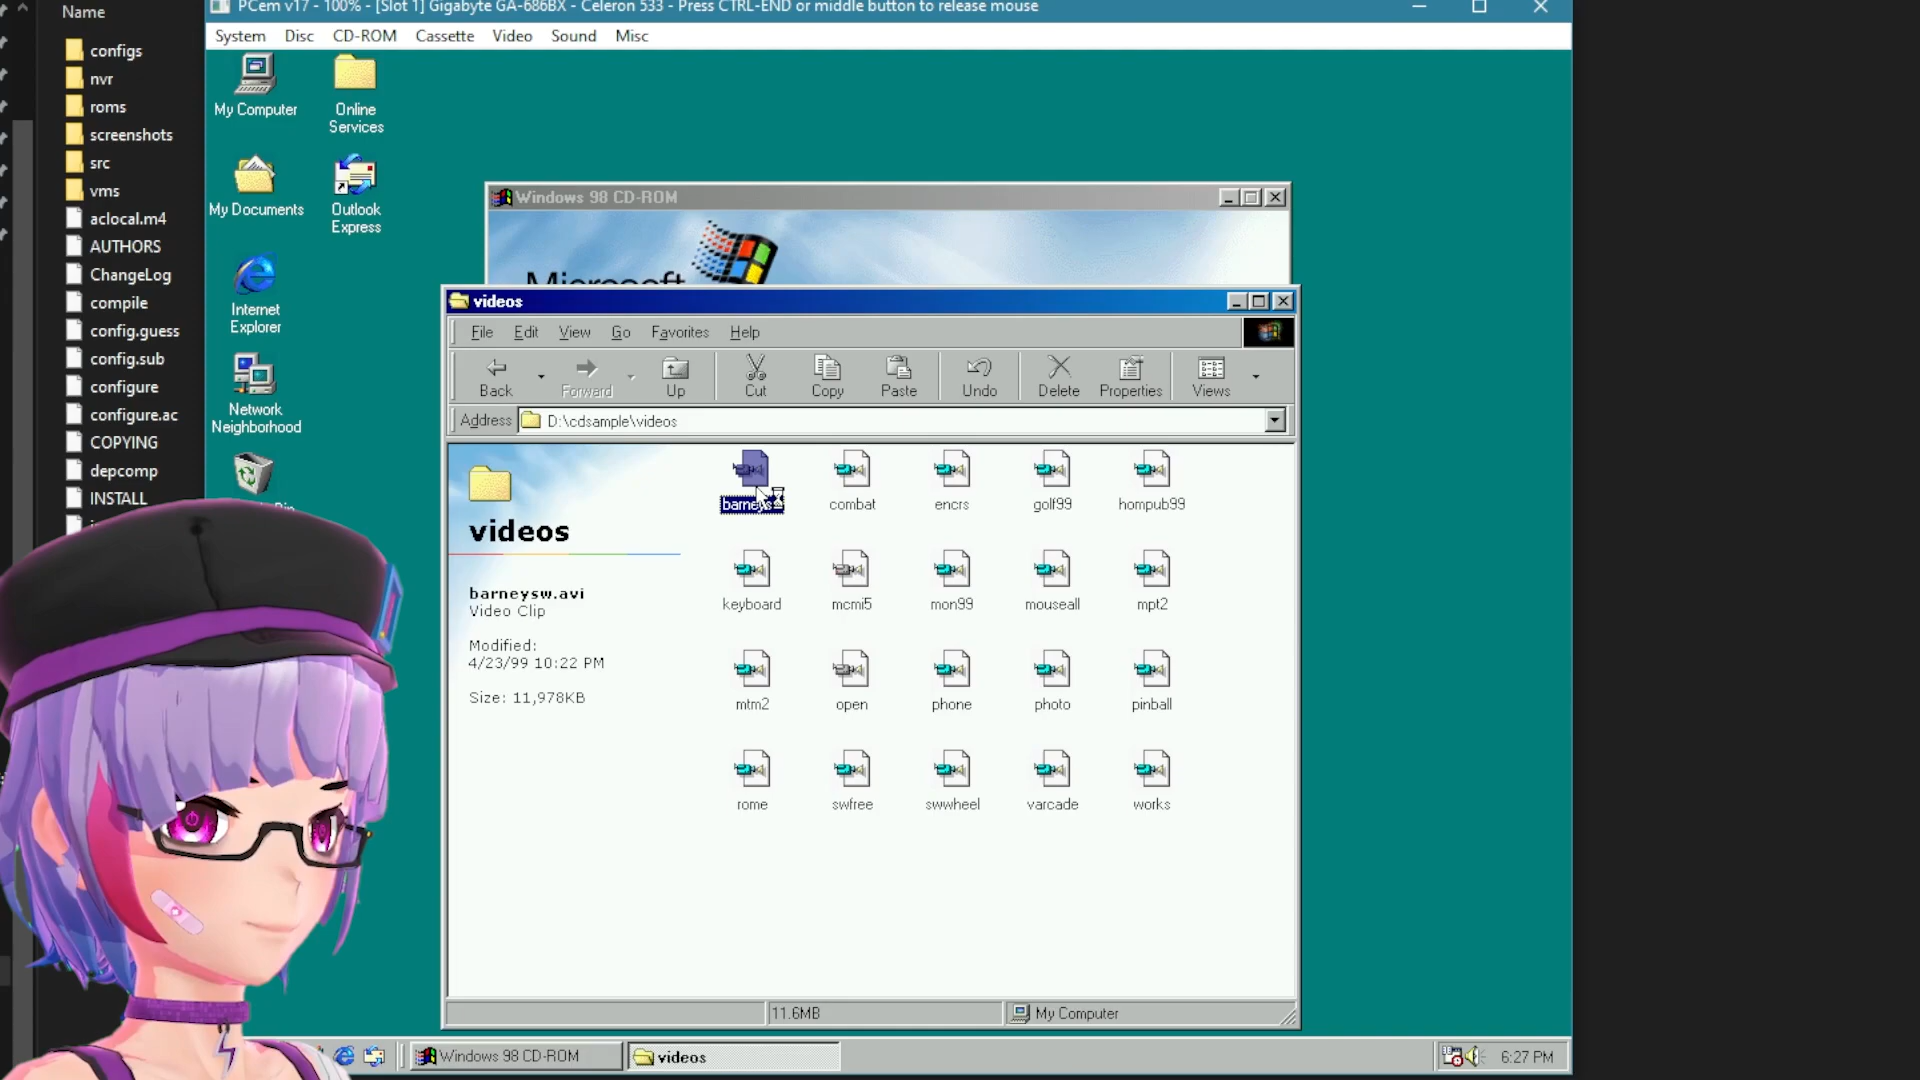 Name
configs
nvr
roms
screenshots
src
vms
aclocal.m4
AUTHORS
ChangeLog
compile
config.guess
config.sub
configure
configure.ac
COPYING
depcomp
INSTALL
PCem v17 - 100% - [Slot 1] Gigabyte GA-686BX - Celeron 533 - Press CTRL-END or middle button to release mouse
System Disc CD-ROM Cassette Video Sound Misc
My Computer
Online Services
My Documents
Outlook Express
Internet Explorer
Network Neighborhood
Windows 98 CD-ROM
Microsoft
videos
File Edit View Go Favorites Help
Back Forward Up Cut Copy Paste Undo Delete Properties Views
Address D:\cdsample\videos
videos
barneysw.avi
Video Clip
Modified:
4/23/99 10:22 PM
Size: 11,978KB
combat encrs golf99 hompub99
keyboard mcmi5 mon99 mouseall mpt2
mtm2 open phone photo pinball
rome swfree swwheel varcade works
11.6MB My Computer
Windows 98 CD-ROM videos 6:27 PM